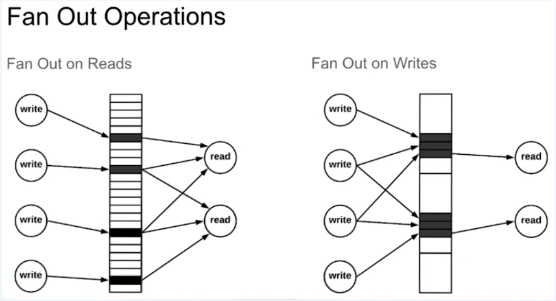 Fan Out Operations
Fan Out on Reads
Fan Out on Writes
write
write
write
write
read
read
write
write
write
write
read
read